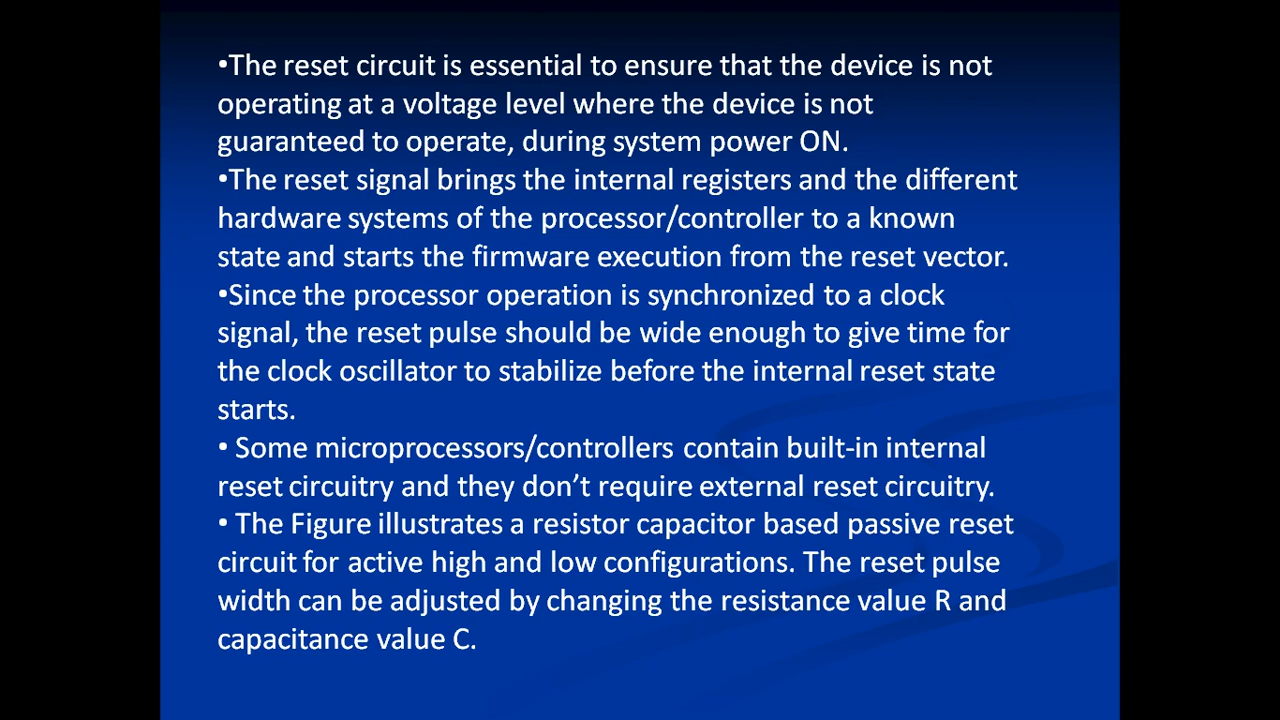 •The reset circuit is essential to ensure that the device is not
operating at a voltage level where the device is not
guaranteed to operate, during system power ON.
•The reset signal brings the internal registers and the different
hardware systems of the processor/controller to a known
state and starts the firmware execution from the reset vector.
•Since the processor operation is synchronized to a clock
signal, the reset pulse should be wide enough to give time for
the clock oscillator to stabilize before the internal reset state
starts.
• Some microprocessors/controllers contain built-in internal
reset circuitry and they don’t require external reset circuitry.
• The Figure illustrates a resistor capacitor based passive reset
circuit for active high and low configurations. The reset pulse
width can be adjusted by changing the resistance value R and
capacitance value C.